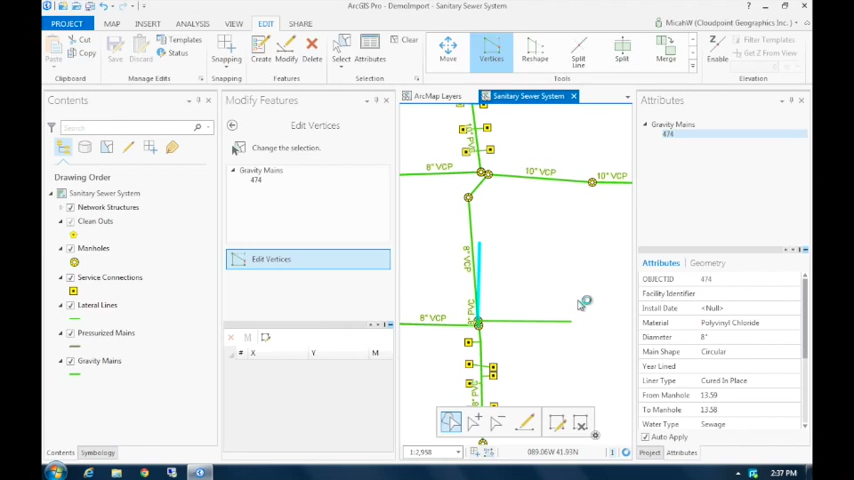 ArcGIS Pro - DemoImport - Sanitary Sewer System
PROJECT MAP INSERT ANALYSIS VIEW EDIT SHARE
MicahW (Cloudpoint Geographics Inc.)
Paste
Cut
Copy
Clipboard
Save
Discard
Templates
Status
Manage Edits
Snapping
Snapping
Create
Modify
Delete
Features
Select
Attributes
Clear
Selection
Move
Vertices
Reshape
Split Line
Split
Merge
Tools
Enable
Filter Templates
Get Z From View
Elevation
Contents
Search
Drawing Order
Sanitary Sewer System
Network Structures
Clean Outs
Manholes
Service Connections
Lateral Lines
Pressurized Mains
Gravity Mains
Contents Symbology
Modify Features
Edit Vertices
Change the selection.
Gravity Mains
474
Edit Vertices
# X Y M
ArcMap Layers
Sanitary Sewer System
8" VCP
10" VCP
10" VCP
8" VCP
8" VCP
8" PVC
1:2,958
089.06W 41.93N
1
Attributes
Gravity Mains
474
Attributes Geometry
OBJECTID 474
Facility Identifier
Install Date <Null>
Material Polyvinyl Chloride
Diameter 8"
Main Shape Circular
Year Lined
Liner Type Cured In Place
From Manhole 13.59
To Manhole 13.58
Water Type Sewage
Auto Apply
Project Attributes
2:37 PM